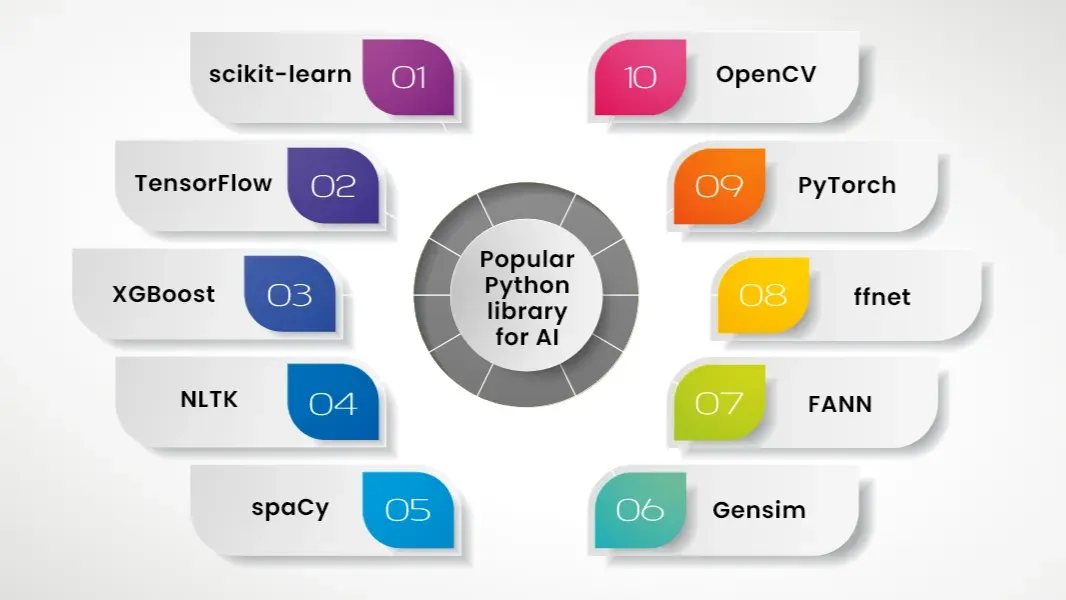 scikit-learn 01
TensorFlow 02
XGBoost 03
NLTK 04
spaCy 05
Popular
Python
library
for AI
10 OpenCV
09 PyTorch
08 ffnet
07 FANN
06 Gensim